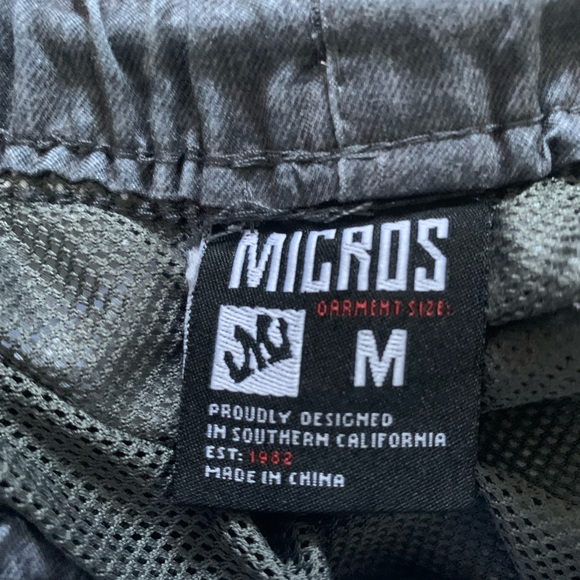 MICROS
GARMENT SIZE:
M
PROUDLY DESIGNED
IN SOUTHERN CALIFORNIA
EST: 1982
MADE IN CHINA